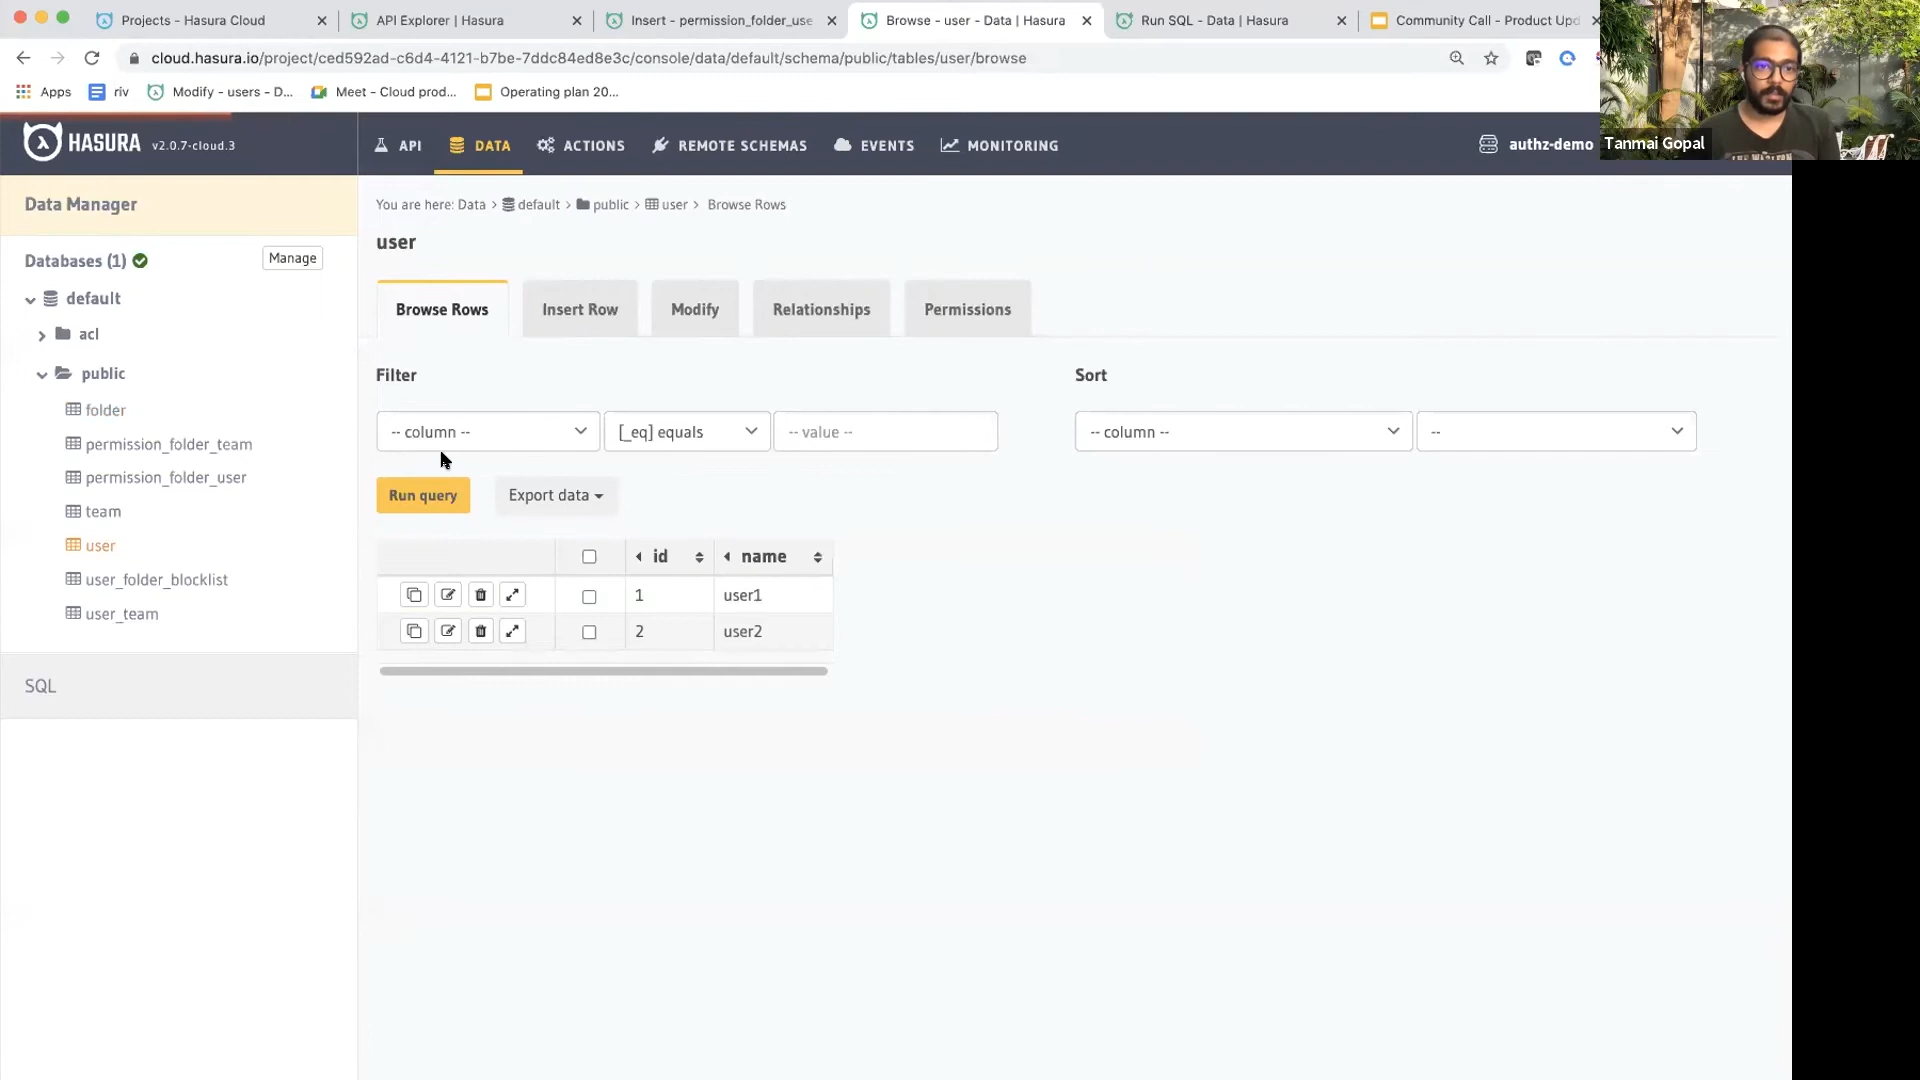 Projects - Hasura Cloud
API Explorer | Hasura
Insert - permission_folder_use
Browse - user - Data | Hasura
Run SQL - Data | Hasura
Community Call - Product Upd
cloud.hasura.io/project/ced592ad-c6d4-4121-b7be-7ddc84ed8e3c/console/data/default/schema/public/tables/user/browse
Apps
riv
Modify - users - D...
Meet - Cloud prod...
Operating plan 20...
Tanmai Gopal
HASURA v2.0.7-cloud.3
API
DATA
ACTIONS
REMOTE SCHEMAS
EVENTS
MONITORING
authz-demo
Data Manager
Databases (1)
Manage
default
acl
public
folder
permission_folder_team
permission_folder_user
team
user
user_folder_blocklist
user_team
SQL
You are here: Data > default > public > user > Browse Rows
user
Browse Rows
Insert Row
Modify
Relationships
Permissions
Filter
Sort
-- column --
[_eq] equals
-- value --
-- column --
--
Run query
Export data
id name
1 user1
2 user2